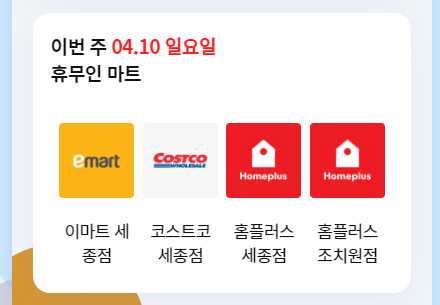 이번 주 04.10 일요일
휴무인 마트
emart
COSTCO
WHOLESALE
Homeplus
Homeplus
이마트 세
종점
코스트코
세종점
홈플러스
세종점
홈플러스
조치원점